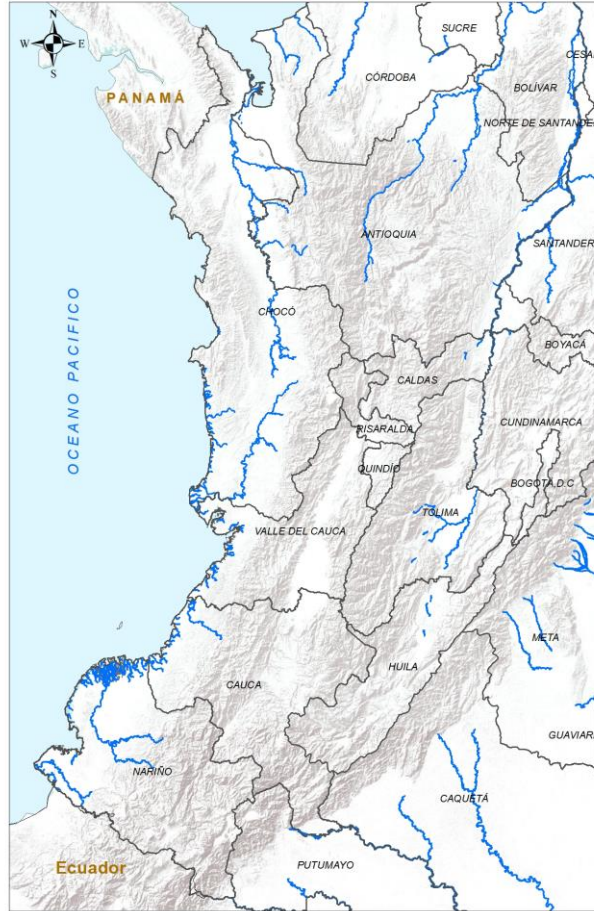 N
W E
S
SUCRE
CESAR
PANAMÁ
CÓRDOBA
BOLÍVAR
NORTE DE SANTANDER
ANTIOQUIA
SANTANDER
OCEANO PACIFICO
CHOCÓ
BOYACÁ
CALDAS
CUNDINAMARCA
RISARALDA
QUINDÍO
BOGOTÁ D.C
TOLIMA
VALLE DEL CAUCA
META
HUILA
CAUCA
GUAVIARE
NARIÑO
CAQUETÁ
Ecuador
PUTUMAYO